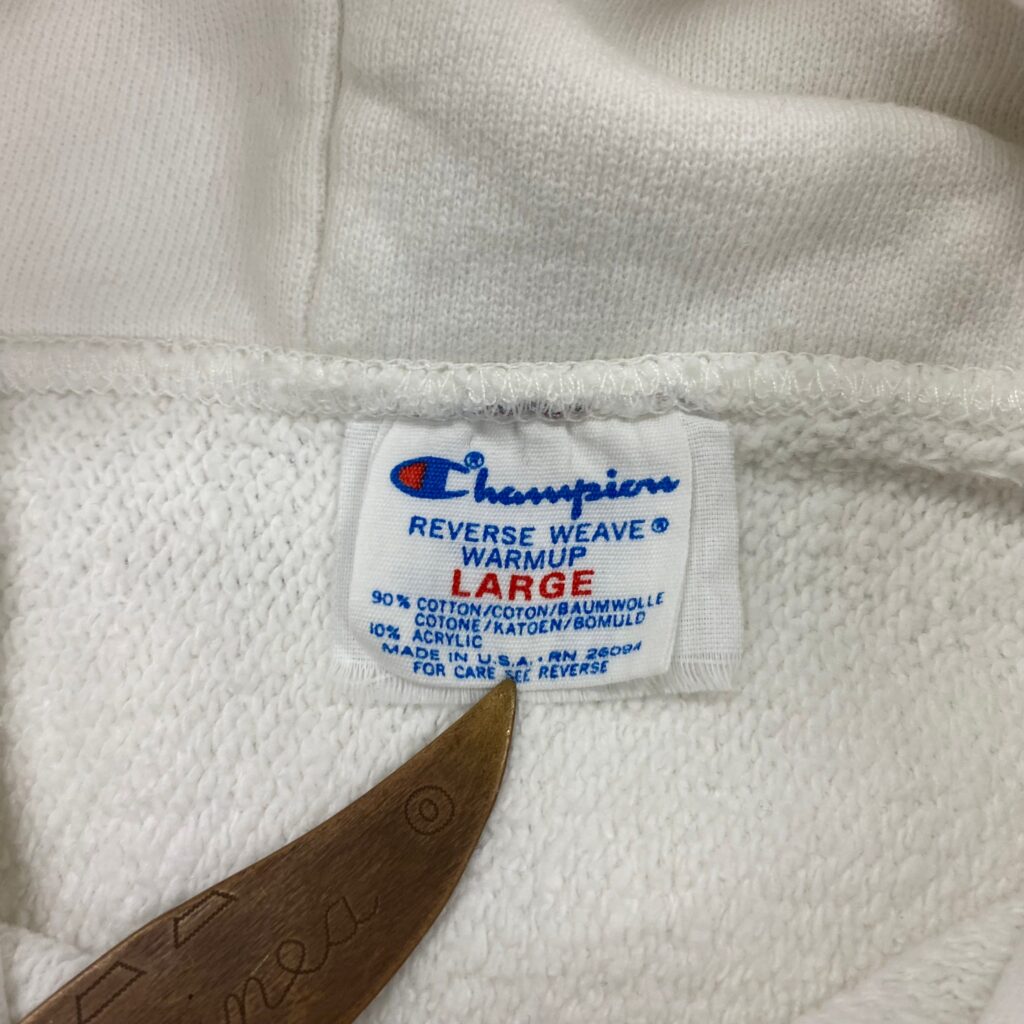 Champion®
REVERSE WEAVE®
WARMUP
LARGE
90% COTTON/COTON/BAUMWOLLE
COTONE/KATOEN/BOMULD
10% ACRYLIC
MADE IN U.S.A. · RN 26094
FOR CARE SEE REVERSE